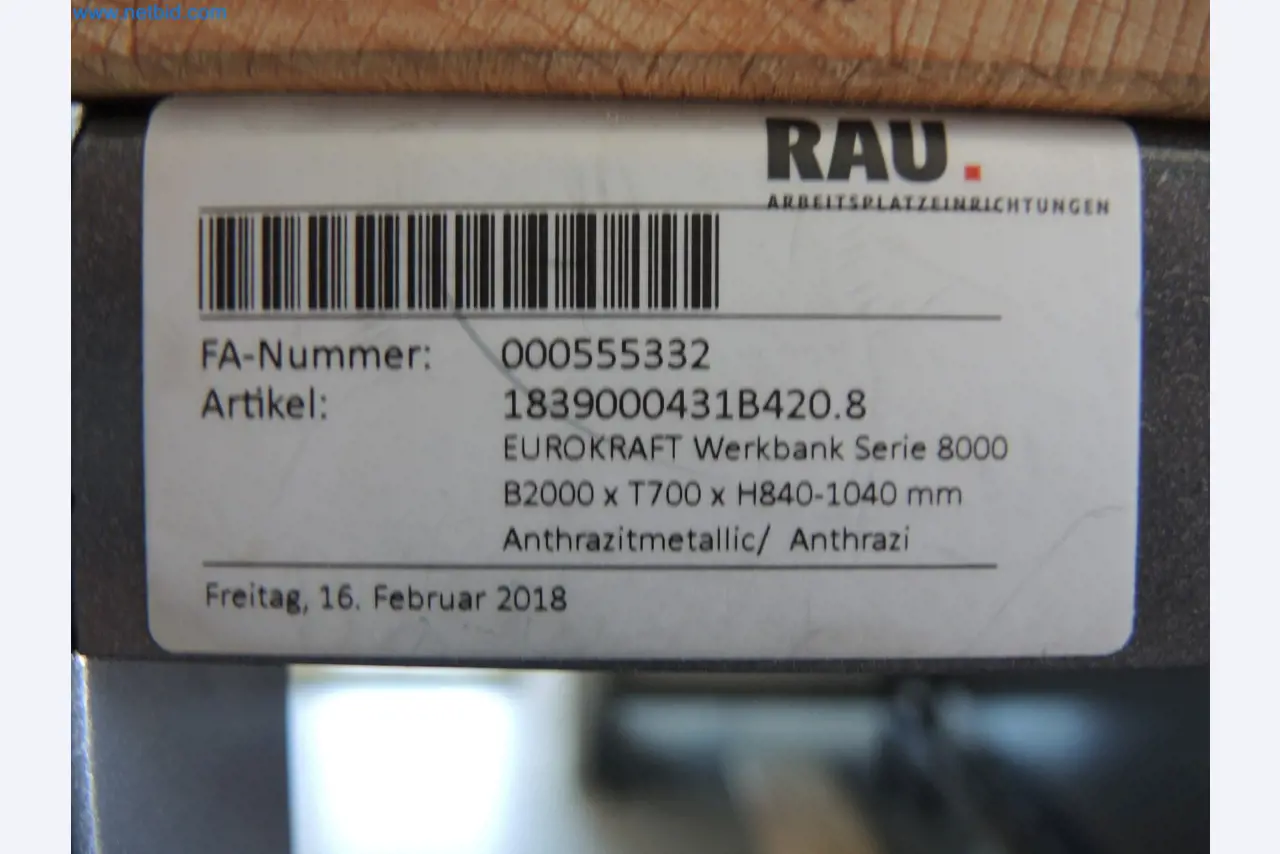 www.netbid.com
RAU.
ARBEITSPLATZEINRICHTUNGEN
FA-Nummer: 000555332
Artikel: 1839000431B420.8
EUROKRAFT Werkbank Serie 8000
B2000 x T700 x H840-1040 mm
Anthrazitmetallic/ Anthrazi
Freitag, 16. Februar 2018